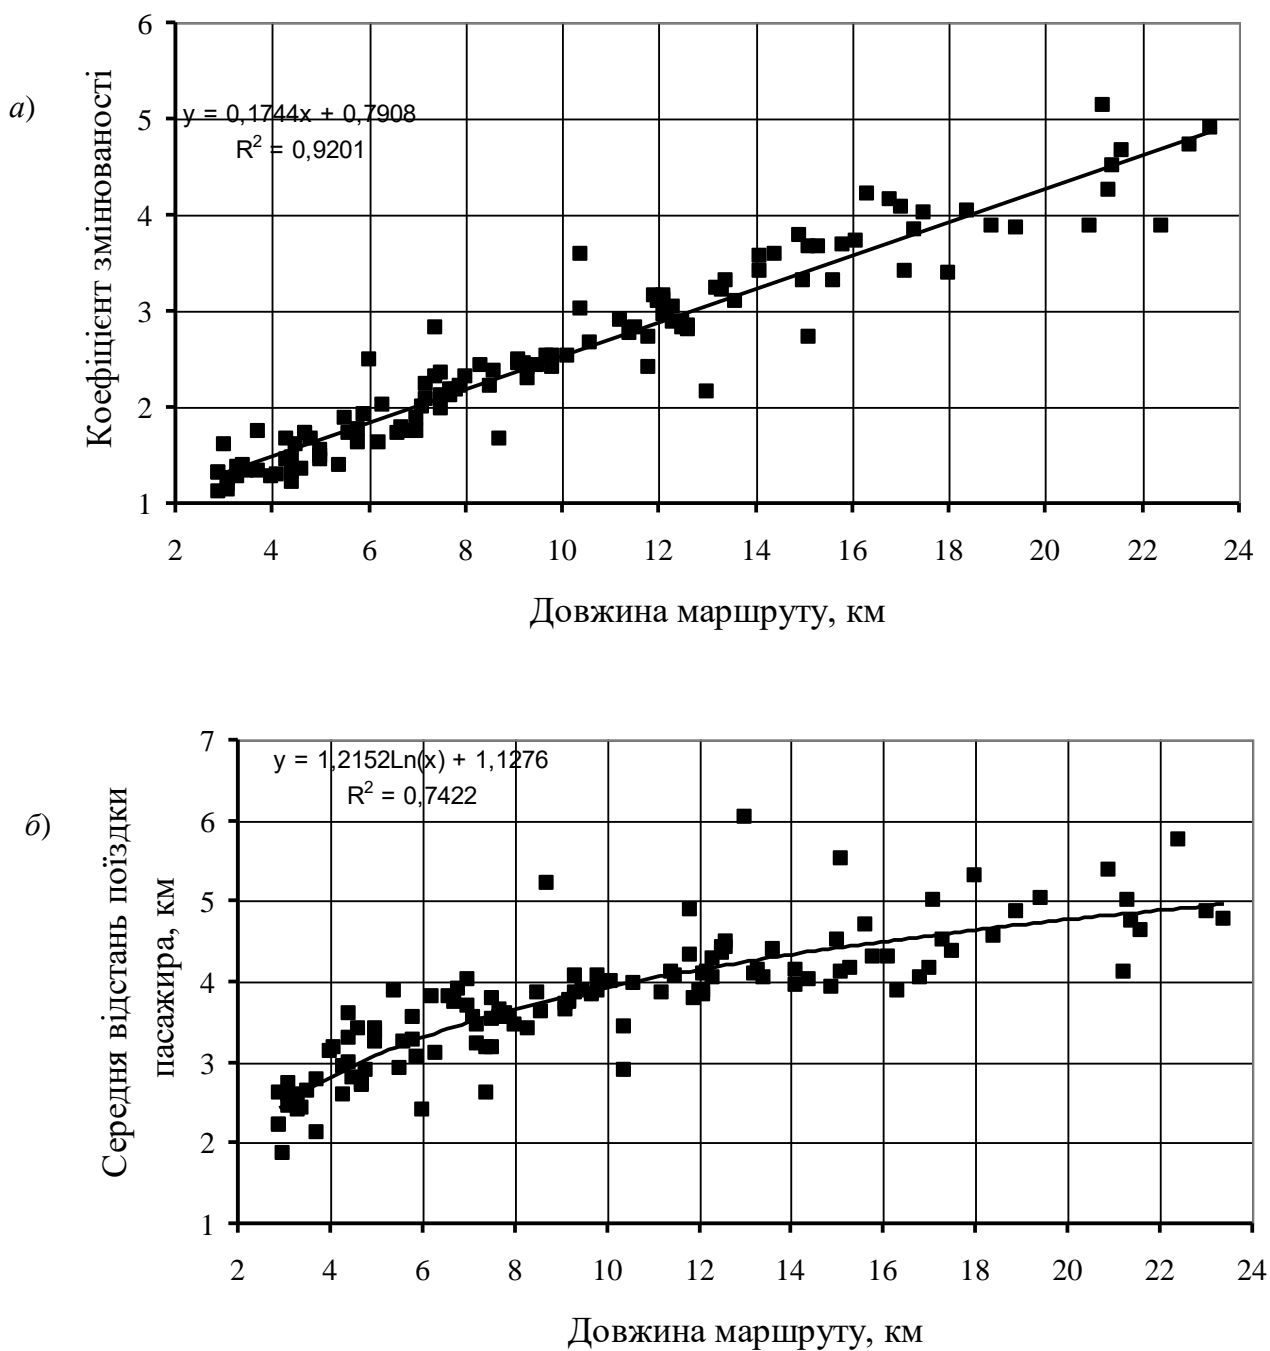 а)
Коефіцієнт змінюваності
y = 0,1744x + 0,7908
R² = 0,9201
6
5
4
3
2
1
2 4 6 8 10 12 14 16 18 20 22 24
Довжина маршруту, км
б)
Середня відстань поїздки
пасажира, км
y = 1,2152Ln(x) + 1,1276
R² = 0,7422
7
6
5
4
3
2
1
2 4 6 8 10 12 14 16 18 20 22 24
Довжина маршруту, км